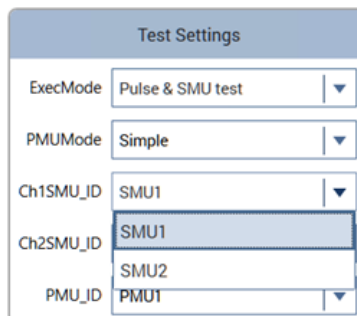 Test Settings
ExecMode Pulse & SMU test
PMUMode Simple
Ch1SMU_ID SMU1
SMU1
Ch2SMU_ID
SMU2
PMU_ID PMU1